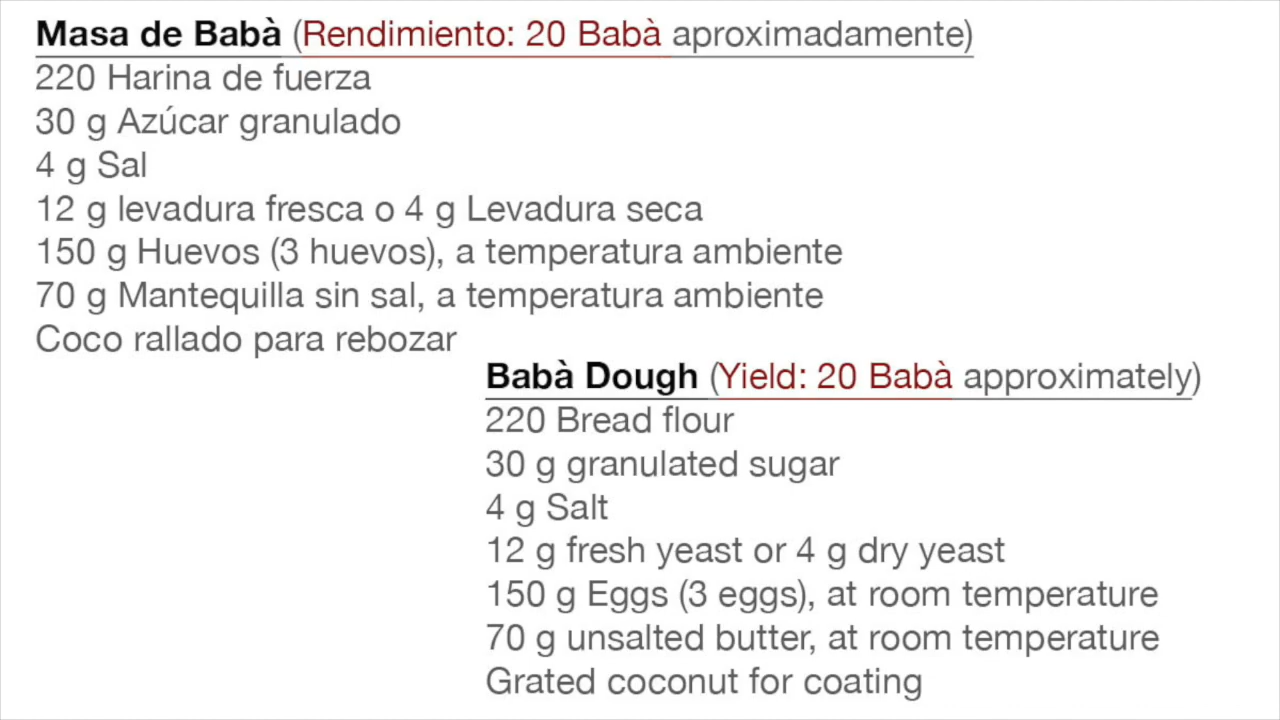 Masa de Babà (Rendimiento: 20 Babà aproximadamente)
220 Harina de fuerza
30 g Azúcar granulado
4 g Sal
12 g levadura fresca o 4 g Levadura seca
150 g Huevos (3 huevos), a temperatura ambiente
70 g Mantequilla sin sal, a temperatura ambiente
Coco rallado para rebozar
Babà Dough (Yield: 20 Babà approximately)
220 Bread flour
30 g granulated sugar
4 g Salt
12 g fresh yeast or 4 g dry yeast
150 g Eggs (3 eggs), at room temperature
70 g unsalted butter, at room temperature
Grated coconut for coating